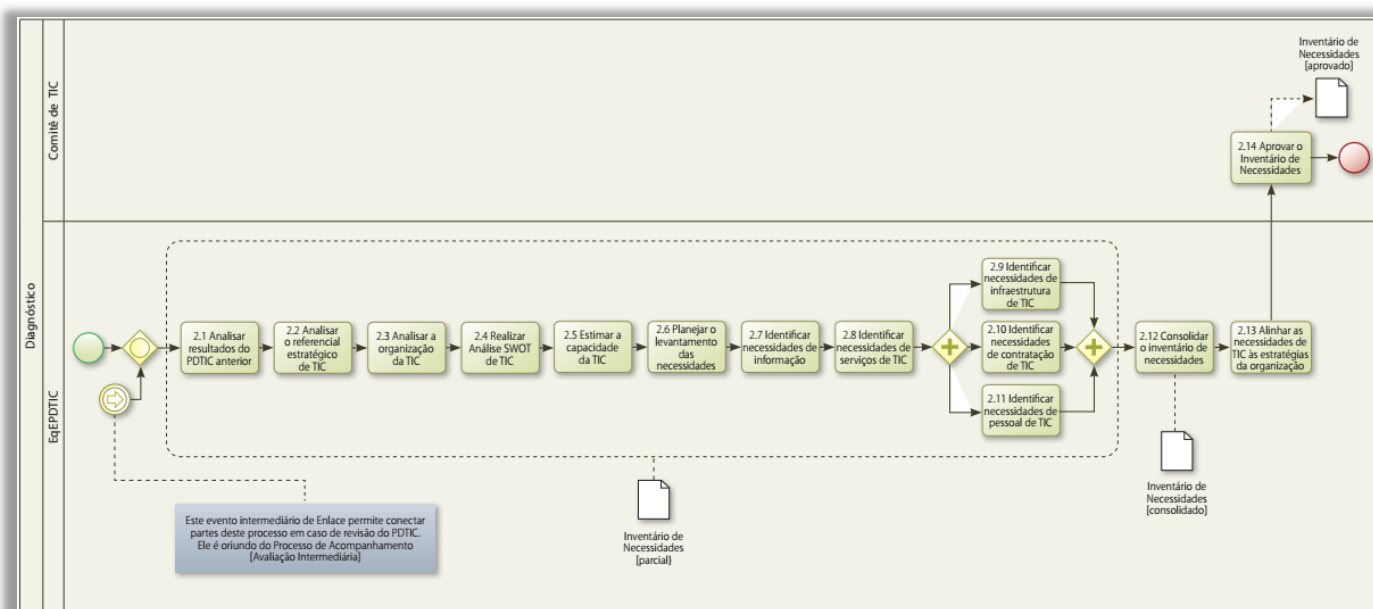 Diagnóstico
Comitê de TIC
Inventário de
Necessidades
[aprovado]
2.14 Aprovar o
Inventário de
Necessidades
EqEPDTIC
2.1 Analisar
resultados do
PDTIC anterior
2.2 Analisar
o referencial
estratégico
de TIC
2.3 Analisar a
organização
da TIC
2.4 Realizar
Análise SWOT
de TIC
2.5 Estimar a
capacidade
da TIC
2.6 Planejar o
levantamento
das
necessidades
2.7 Identificar
necessidades de
informação
2.8 Identificar
necessidades de
serviços de TIC
2.9 Identificar
necessidades de
infraestrutura
de TIC
2.10 Identificar
necessidades
de contratação
de TIC
2.11 Identificar
necessidades de
pessoal de TIC
2.12 Consolidar
o inventário de
necessidades
2.13 Alinhar as
necessidades de
TIC às estratégias
da organização
Este evento intermediário de Enlace permite conectar
partes deste processo em caso de revisão do PDTIC.
Ele é oriundo do Processo de Acompanhamento
[Avaliação Intermediária]
Inventário de
Necessidades
[parcial}
Inventário de
Necessidades
[consolidado]